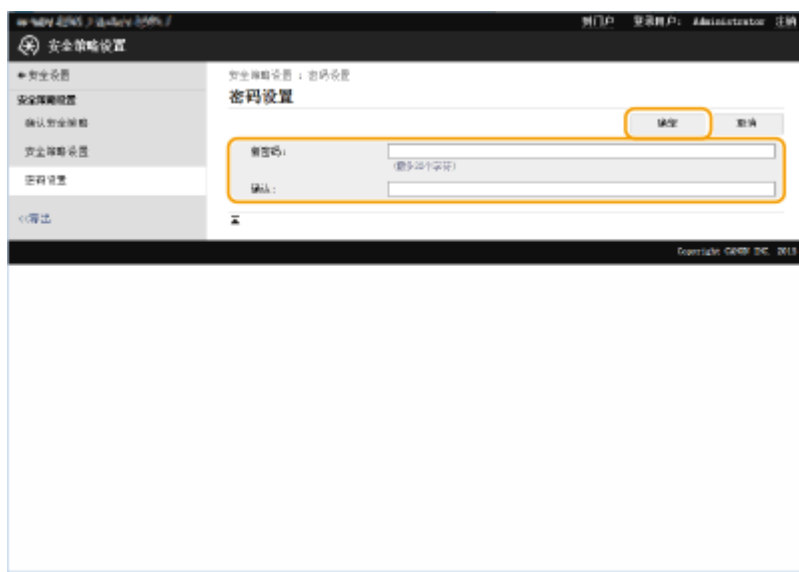 到门户 登录用户: Administrator 注销
安全策略设置
安全设置
安全策略设置 : 密码设置
安全策略设置
密码设置
确认安全策略
确定 取消
安全策略设置
新密码:
(最多32个字符)
密码设置
确认:
<<导出
Copyright CANON INC. 2015